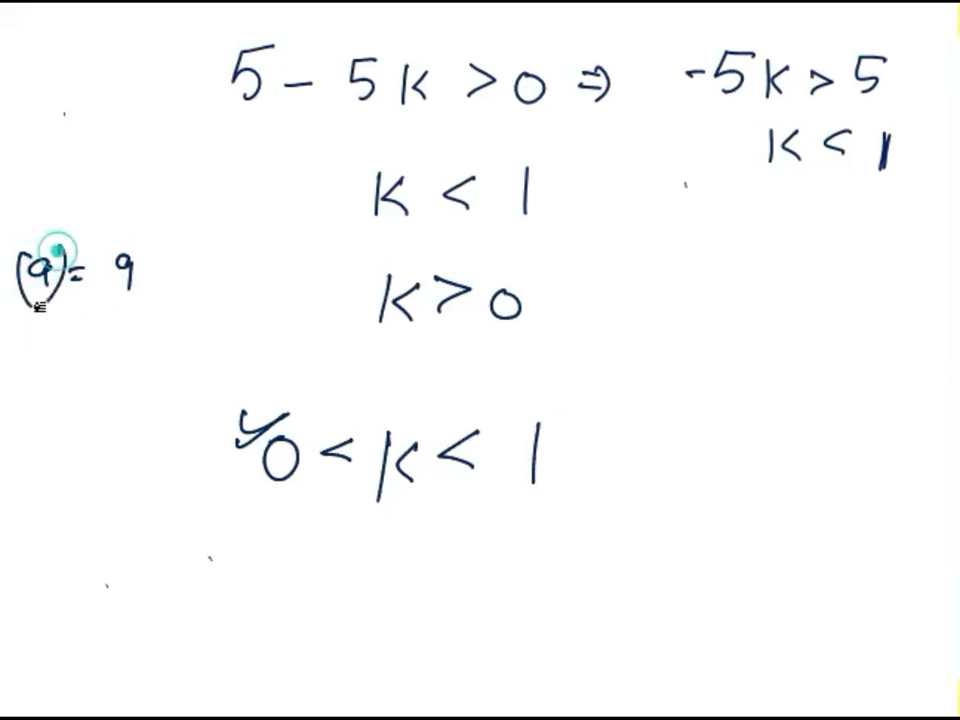 5 - 5k > 0 ⇒ -5k > 5
k < 1
k < 1
(9) = 9
k > 0
0 < k < 1